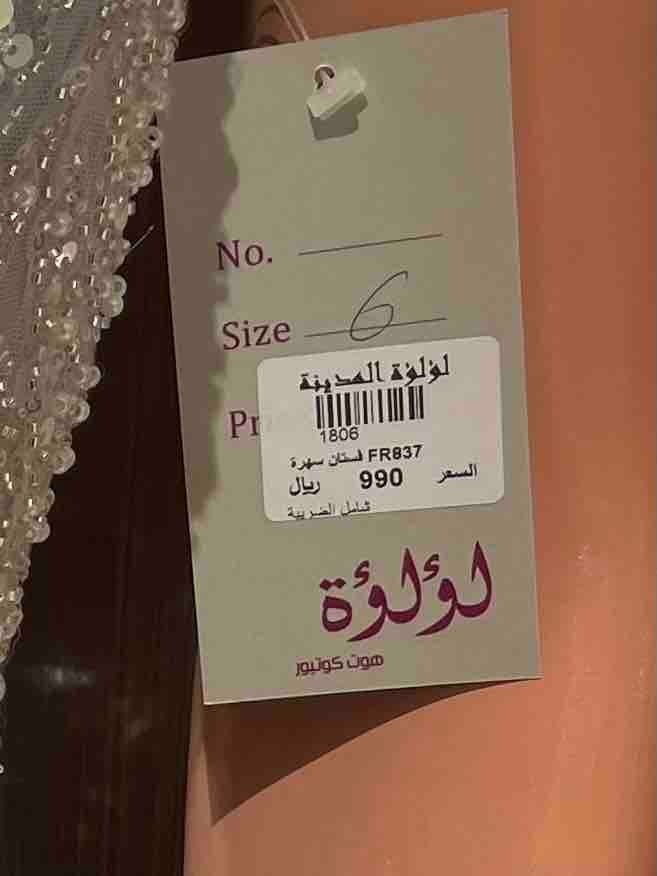 No.
Size 6
لؤلؤة المدينة
1806
FR837 فستان سهرة
السعر 990 ريال
شامل الضريبة
لؤلؤة
هوت كوتيور